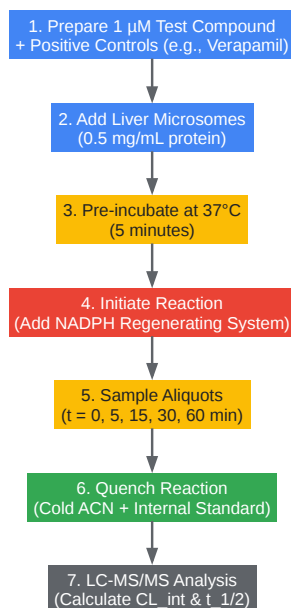 1. Prepare 1 µM Test Compound
+ Positive Controls (e.g., Verapamil)
2. Add Liver Microsomes
(0.5 mg/mL protein)
3. Pre-incubate at 37°C
(5 minutes)
4. Initiate Reaction
(Add NADPH Regenerating System)
5. Sample Aliquots
(t = 0, 5, 15, 30, 60 min)
6. Quench Reaction
(Cold ACN + Internal Standard)
7. LC-MS/MS Analysis
(Calculate CL_int & t_1/2)